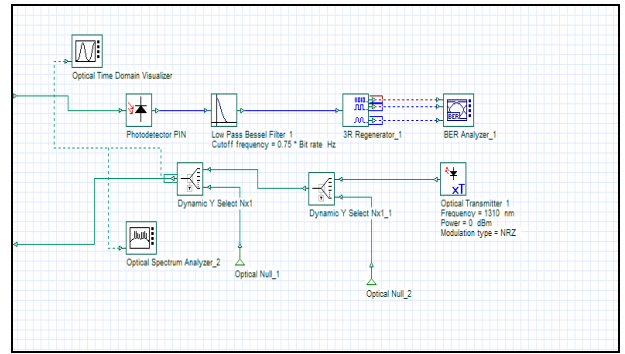 Optical Time Domain Visualizer
Photodetector PIN
Low Pass Bessel Filter 1
Cutoff frequency = 0.75 * Bit rate Hz
3R Regenerator_1
BER Analyzer_1
BER
Dynamic Y Select Nx1
Dynamic Y Select Nx1_1
xT
Optical Transmitter 1
Frequency = 1310 nm
Power = 0 dBm
Modulation type = NRZ
Optical Spectrum Analyzer_2
Optical Null_1
Optical Null_2